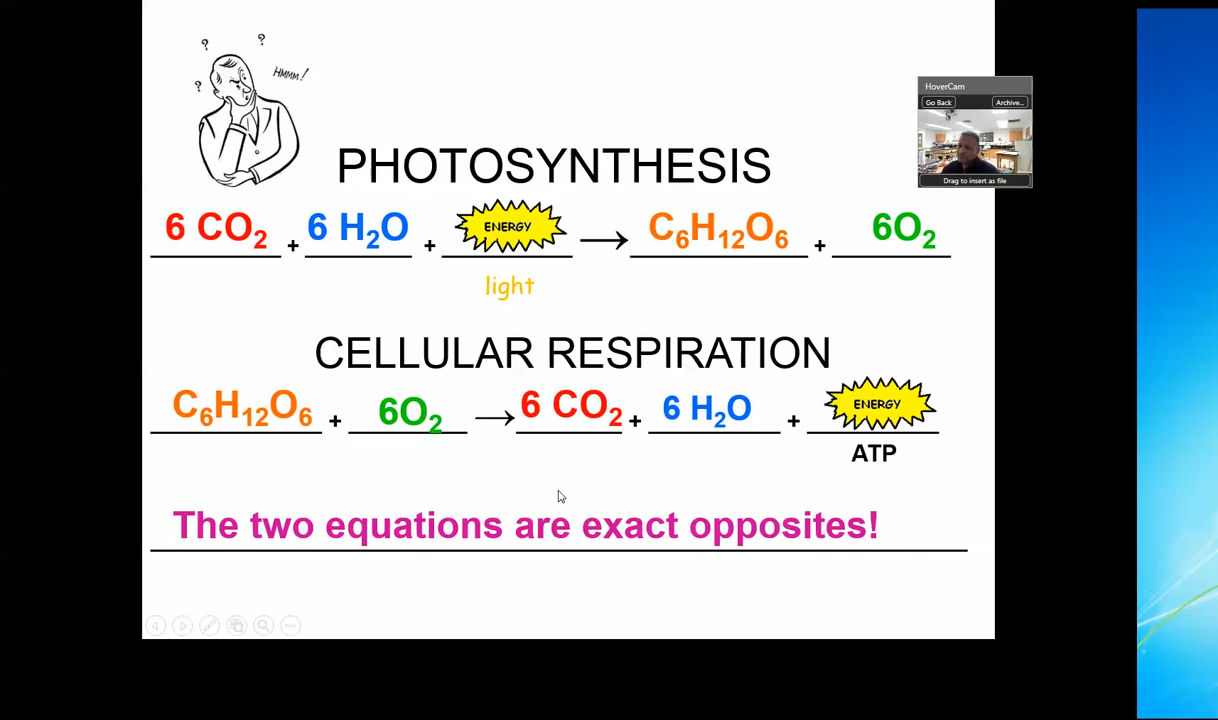 ? ?
? HMMM!
HoverCam
Go Back Archive...
Drag to insert as file
PHOTOSYNTHESIS
6 CO₂ + 6 H₂O + ENERGY → C₆H₁₂O₆ + 6O₂
light
CELLULAR RESPIRATION
C₆H₁₂O₆ + 6O₂ → 6 CO₂ + 6 H₂O + ENERGY
ATP
The two equations are exact opposites!